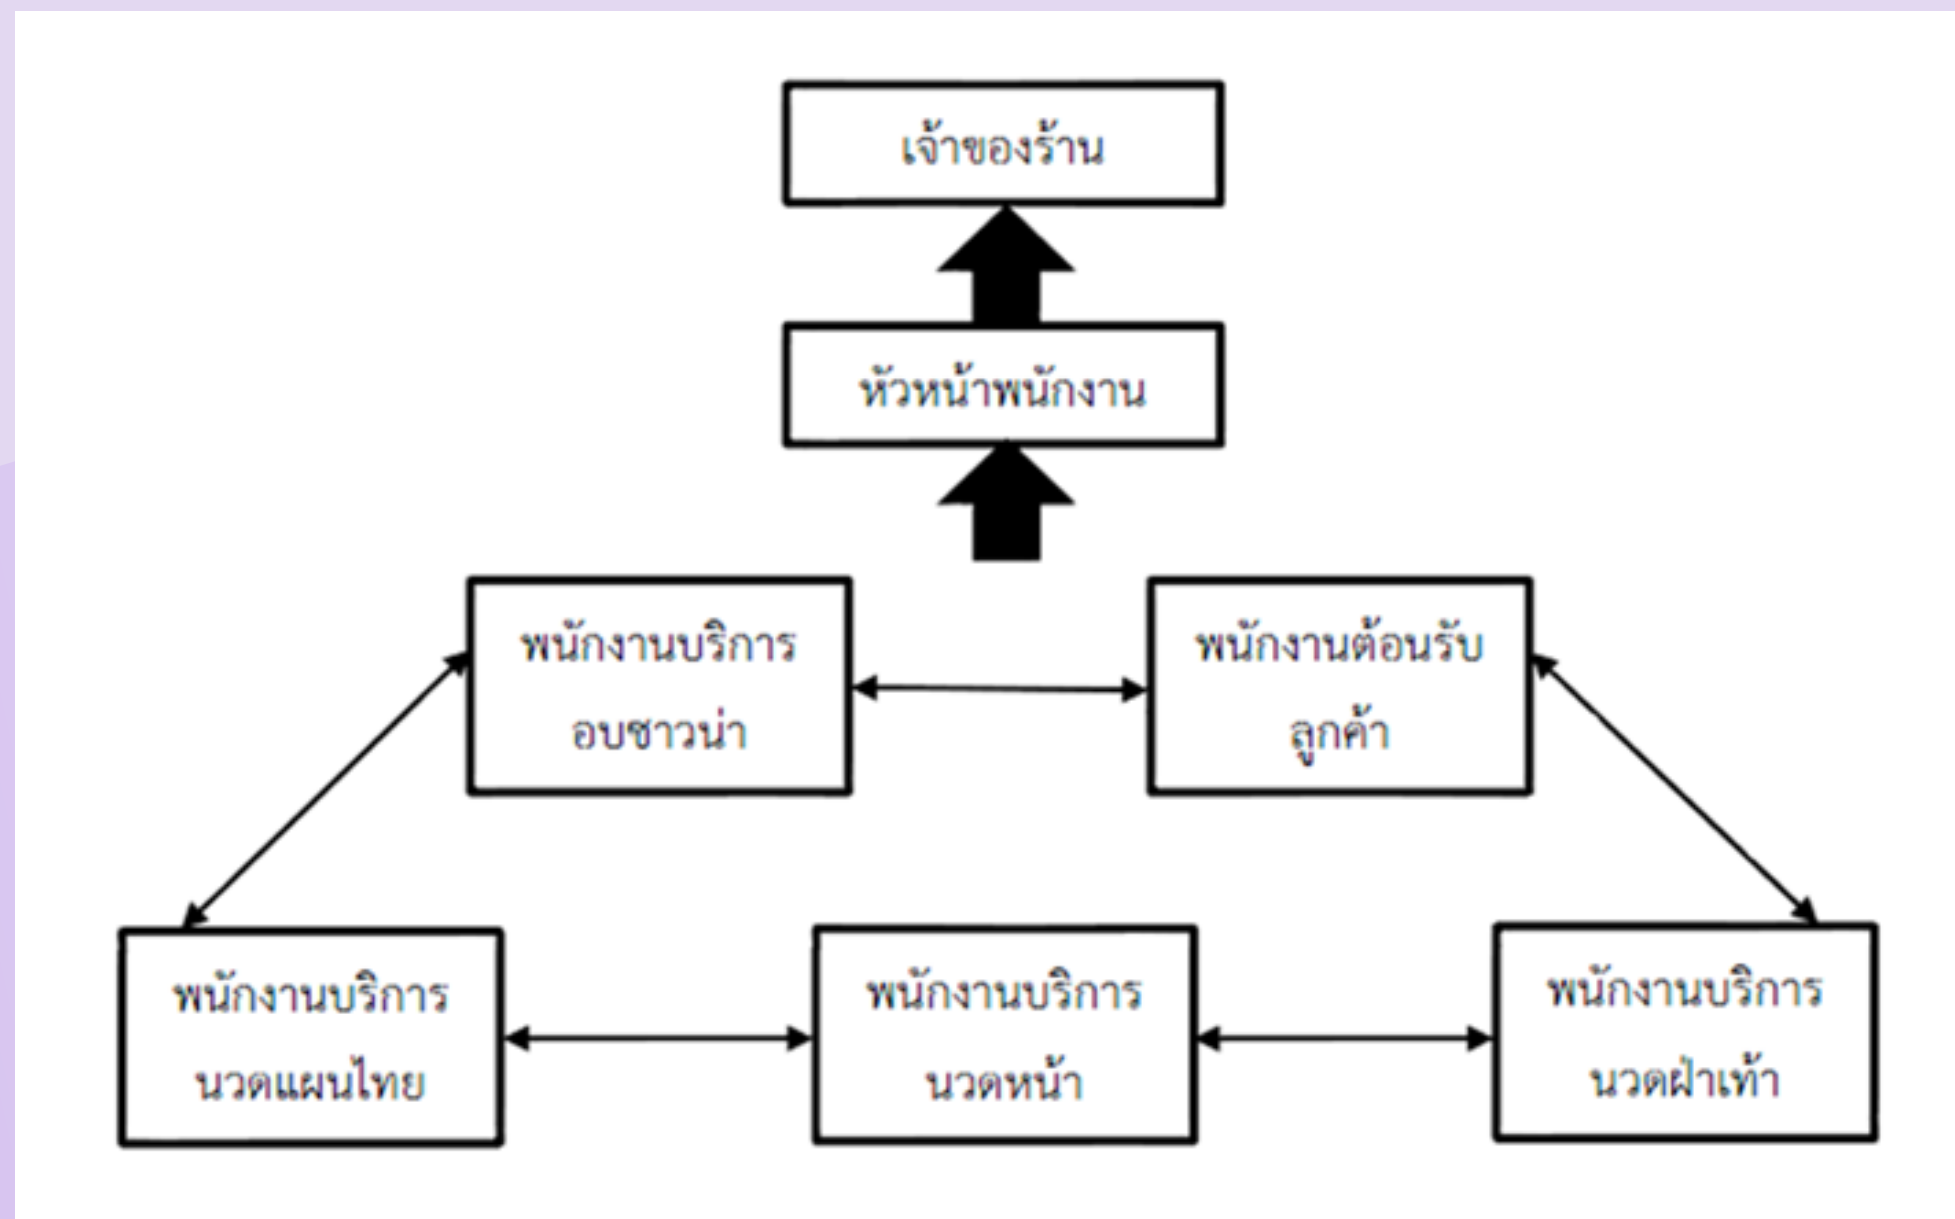 เจ้าของร้าน
หัวหน้าพนักงาน
พนักงานบริการ
อบซาวน่า
พนักงานต้อนรับ
ลูกค้า
พนักงานบริการ
นวดแผนไทย
พนักงานบริการ
นวดหน้า
พนักงานบริการ
นวดฝ่าเท้า